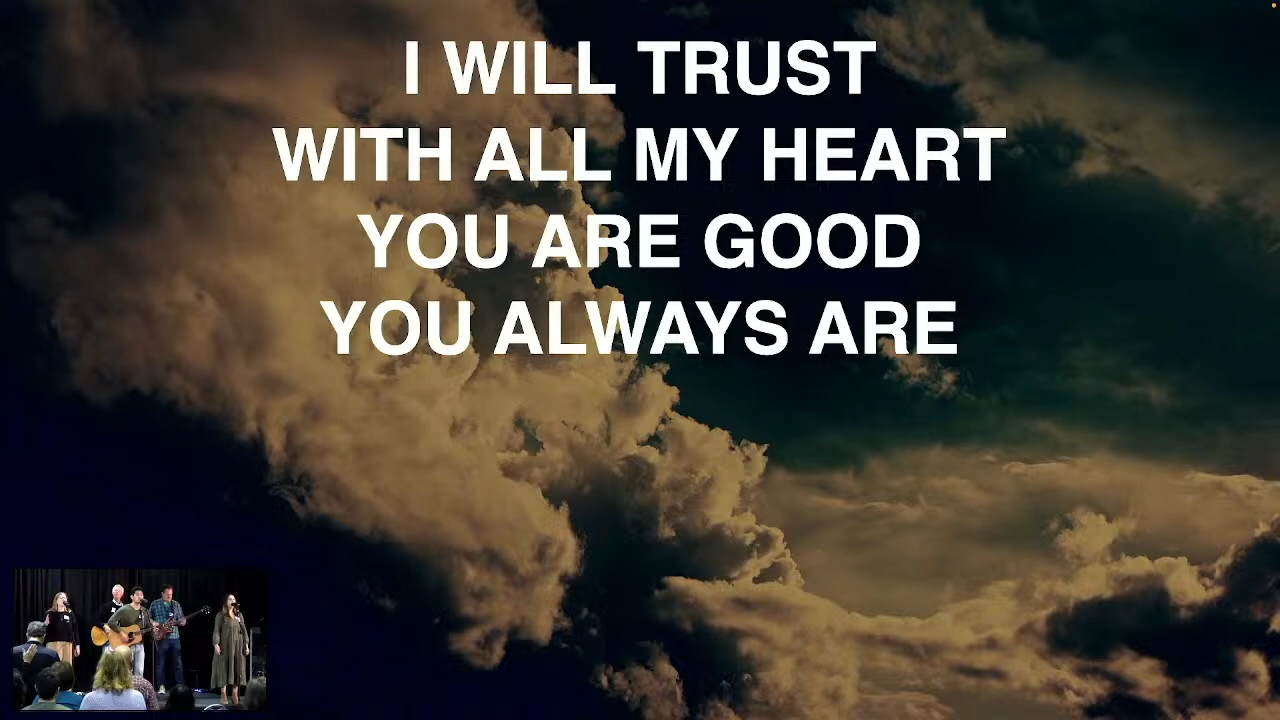 I WILL TRUST
WITH ALL MY HEART
YOU ARE GOOD
YOU ALWAYS ARE